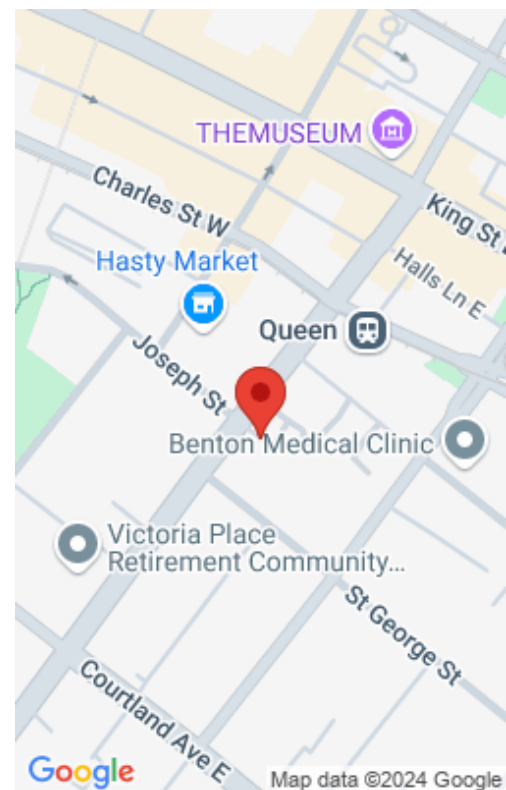 THEMUSEUM
Charles St W
King St E
Halls Ln E
Hasty Market
Queen
Joseph St
Benton Medical Clinic
Victoria Place
Retirement Community...
St George St
Courtland Ave E
Google
Map data ©2024 Google